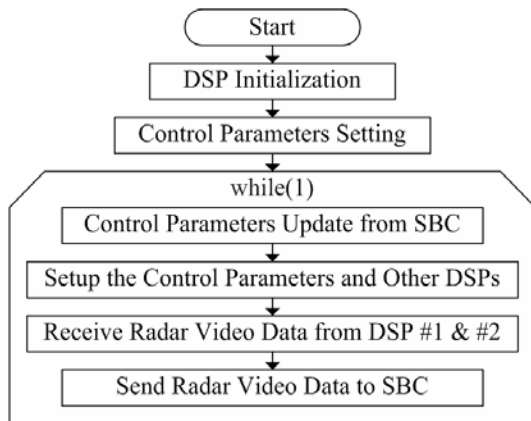 Start
DSP Initialization
Control Parameters Setting
while(1)
Control Parameters Update from SBC
Setup the Control Parameters and Other DSPs
Receive Radar Video Data from DSP #1 & #2
Send Radar Video Data to SBC